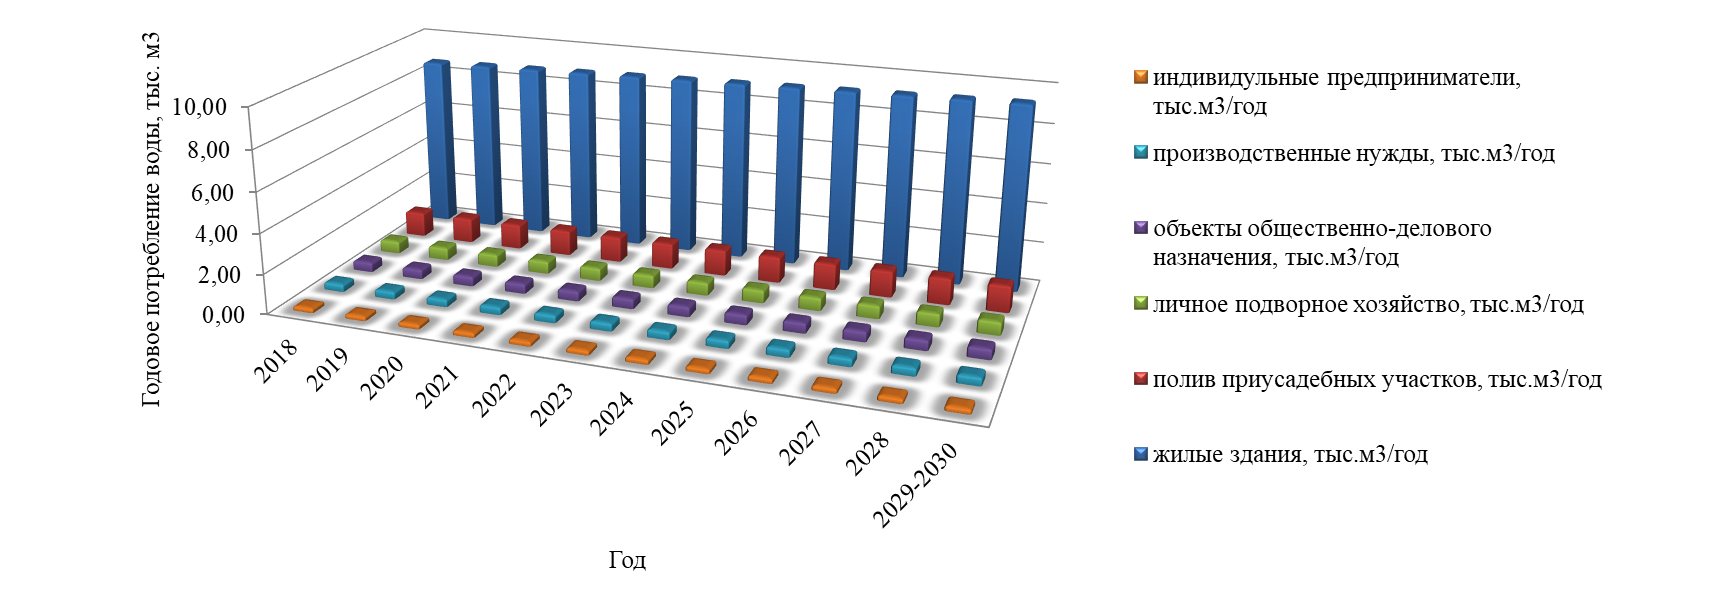 Годовое потребление воды, тыс. м3
10,00
8,00
6,00
4,00
2,00
0,00
2018
2019
2020
2021
2022
2023
2024
2025
2026
2027
2028
2029-2030
Год
индивидульные предприниматели,
тыс.м3/год
производственные нужды, тыс.м3/год
объекты общественно-делового
назначения, тыс.м3/год
личное подворное хозяйство, тыс.м3/год
полив приусадебных участков, тыс.м3/год
жилые здания, тыс.м3/год